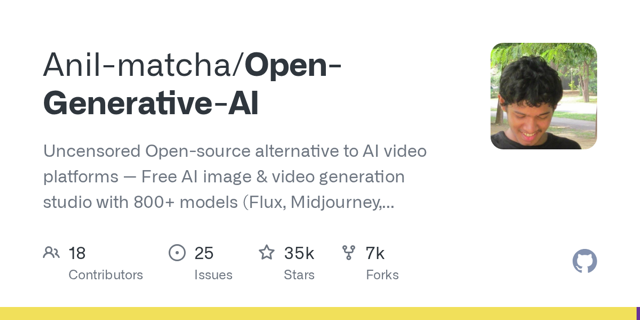 Anil-matcha/Open-
Generative-AI
Uncensored Open-source alternative to AI video
platforms — Free AI image & video generation
studio with 800+ models (Flux, Midjourney,...
18
Contributors
25
Issues
35k
Stars
7k
Forks